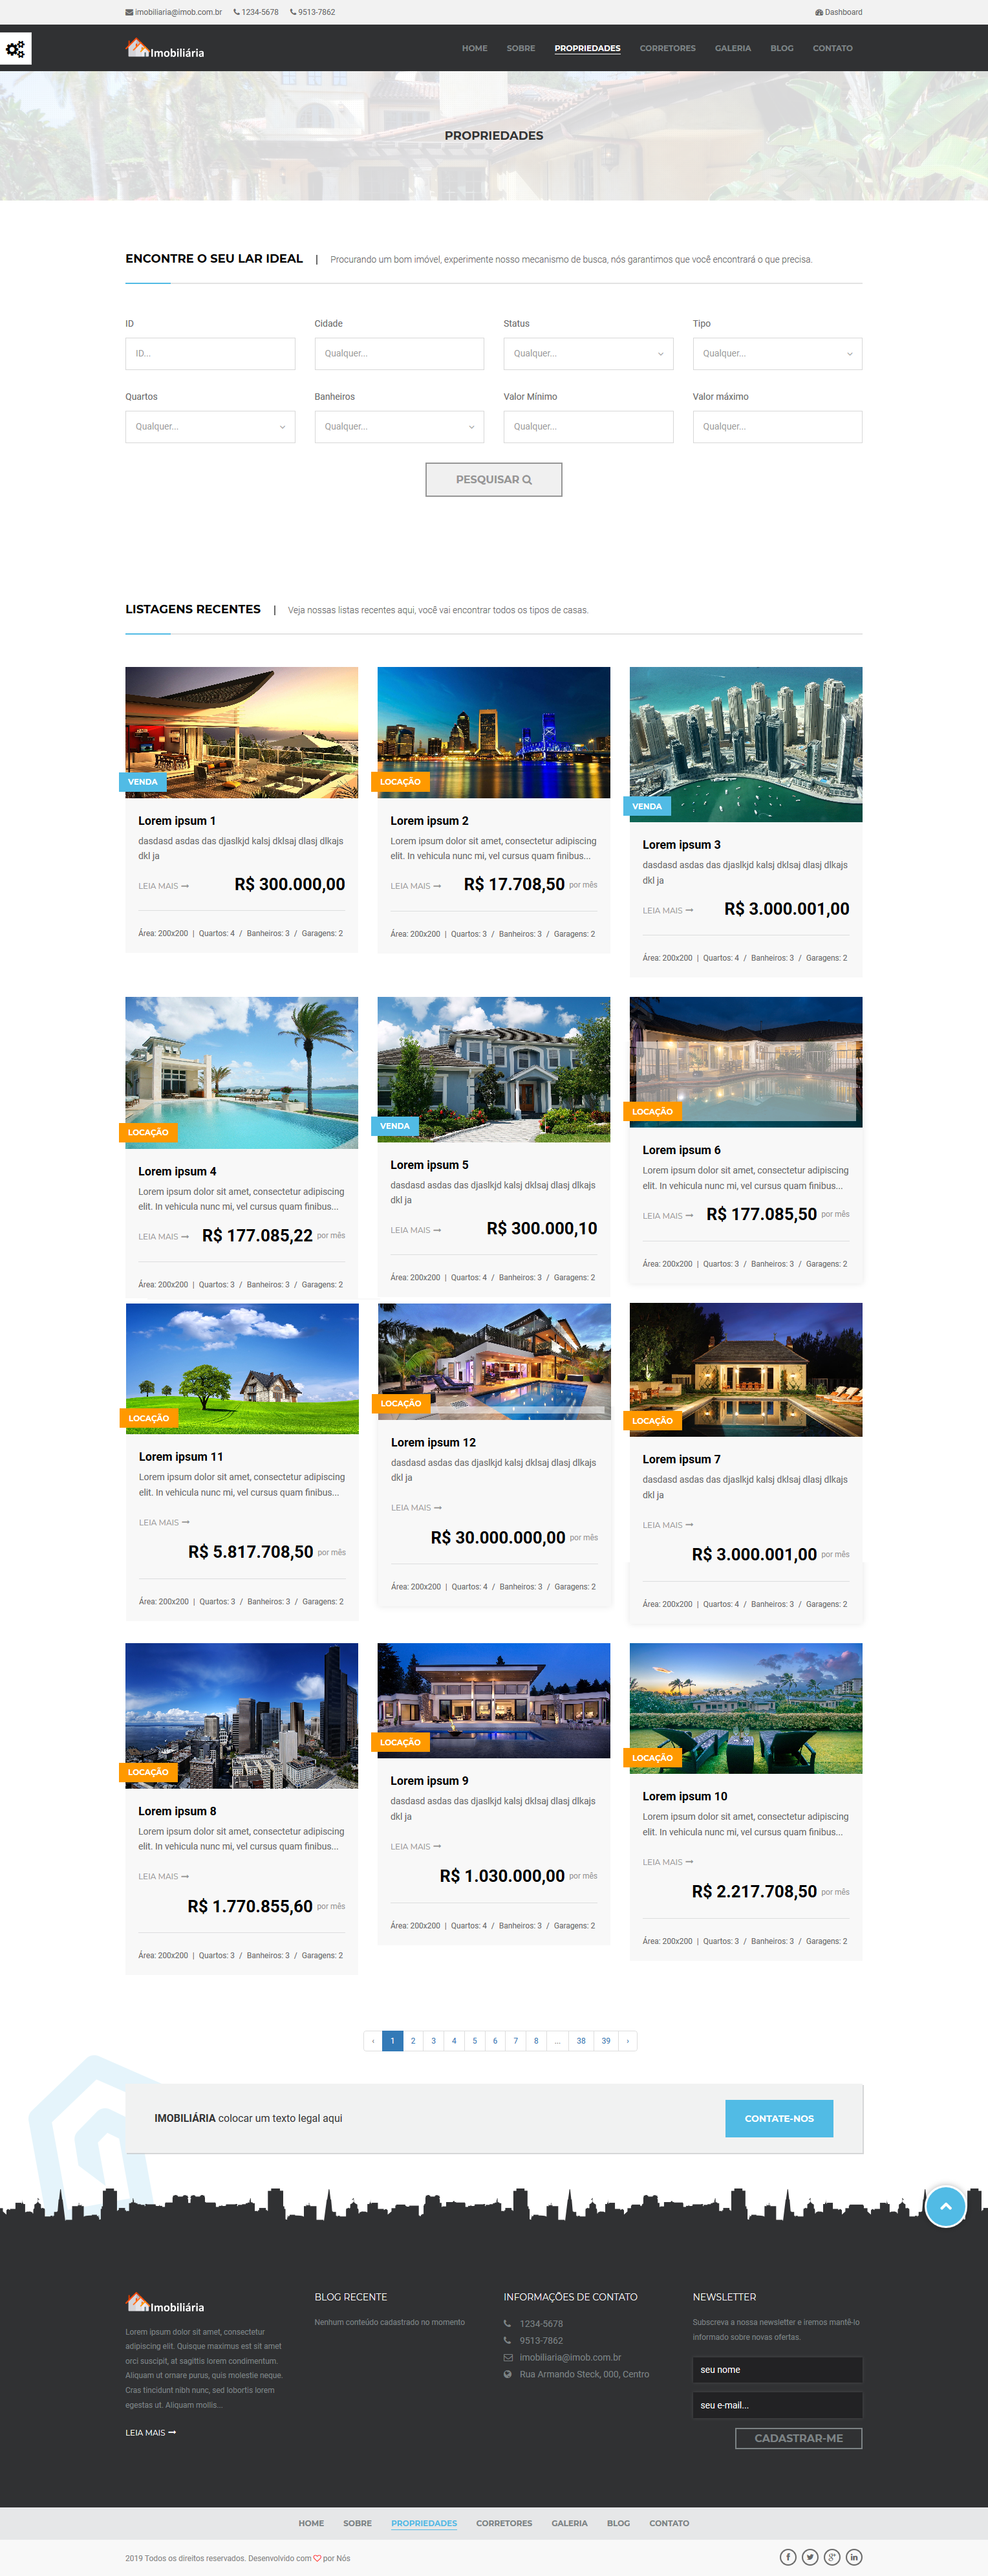 imobiliaria@imob.com.br 1234-5678 9513-7862 Dashboard
Imobiliária HOME SOBRE PROPRIEDADES CORRETORES GALERIA BLOG CONTATO
PROPRIEDADES
ENCONTRE O SEU LAR IDEAL | Procurando um bom imóvel, experimente nosso mecanismo de busca, nós garantimos que você encontrará o que precisa.
ID Cidade Status Tipo
ID... Qualquer... Qualquer... Qualquer...
Quartos Banheiros Valor Mínimo Valor máximo
Qualquer... Qualquer... Qualquer... Qualquer...
PESQUISAR
LISTAGENS RECENTES | Veja nossas listas recentes aqui, você vai encontrar todos os tipos de casas.
VENDA
Lorem ipsum 1
dasdasd asdas das djaslkjd kalsj dklsaj dlasj dlkajs
dkl ja
LEIA MAIS R$ 300.000,00
Área: 200x200 | Quartos: 4 / Banheiros: 3 / Garagens: 2
LOCAÇÃO
Lorem ipsum 2
Lorem ipsum dolor sit amet, consectetur adipiscing
elit. In vehicula nunc mi, vel cursus quam finibus...
LEIA MAIS R$ 17.708,50 por mês
Área: 200x200 | Quartos: 3 / Banheiros: 3 / Garagens: 2
VENDA
Lorem ipsum 3
dasdasd asdas das djaslkjd kalsj dklsaj dlasj dlkajs
dkl ja
LEIA MAIS R$ 3.000.001,00
Área: 200x200 | Quartos: 4 / Banheiros: 3 / Garagens: 2
LOCAÇÃO
Lorem ipsum 4
Lorem ipsum dolor sit amet, consectetur adipiscing
elit. In vehicula nunc mi, vel cursus quam finibus...
LEIA MAIS R$ 177.085,22 por mês
Área: 200x200 | Quartos: 3 / Banheiros: 3 / Garagens: 2
VENDA
Lorem ipsum 5
dasdasd asdas das djaslkjd kalsj dklsaj dlasj dlkajs
dkl ja
LEIA MAIS R$ 300.000,10
Área: 200x200 | Quartos: 4 / Banheiros: 3 / Garagens: 2
LOCAÇÃO
Lorem ipsum 6
Lorem ipsum dolor sit amet, consectetur adipiscing
elit. In vehicula nunc mi, vel cursus quam finibus...
LEIA MAIS R$ 177.085,50 por mês
Área: 200x200 | Quartos: 3 / Banheiros: 3 / Garagens: 2
LOCAÇÃO
Lorem ipsum 11
Lorem ipsum dolor sit amet, consectetur adipiscing
elit. In vehicula nunc mi, vel cursus quam finibus...
LEIA MAIS
R$ 5.817.708,50 por mês
Área: 200x200 | Quartos: 3 / Banheiros: 3 / Garagens: 2
LOCAÇÃO
Lorem ipsum 12
dasdasd asdas das djaslkjd kalsj dklsaj dlasj dlkajs
dkl ja
LEIA MAIS
R$ 30.000.000,00 por mês
Área: 200x200 | Quartos: 4 / Banheiros: 3 / Garagens: 2
LOCAÇÃO
Lorem ipsum 7
dasdasd asdas das djaslkjd kalsj dklsaj dlasj dlkajs
dkl ja
LEIA MAIS
R$ 3.000.001,00 por mês
Área: 200x200 | Quartos: 4 / Banheiros: 3 / Garagens: 2
LOCAÇÃO
Lorem ipsum 8
Lorem ipsum dolor sit amet, consectetur adipiscing
elit. In vehicula nunc mi, vel cursus quam finibus...
LEIA MAIS
R$ 1.770.855,60 por mês
Área: 200x200 | Quartos: 3 / Banheiros: 3 / Garagens: 2
LOCAÇÃO
Lorem ipsum 9
dasdasd asdas das djaslkjd kalsj dklsaj dlasj dlkajs
dkl ja
LEIA MAIS
R$ 1.030.000,00 por mês
Área: 200x200 | Quartos: 4 / Banheiros: 3 / Garagens: 2
LOCAÇÃO
Lorem ipsum 10
Lorem ipsum dolor sit amet, consectetur adipiscing
elit. In vehicula nunc mi, vel cursus quam finibus...
LEIA MAIS
R$ 2.217.708,50 por mês
Área: 200x200 | Quartos: 3 / Banheiros: 3 / Garagens: 2
‹ 1 2 3 4 5 6 7 8 ... 38 39 ›
IMOBILIÁRIA colocar um texto legal aqui CONTATE-NOS
Imobiliária
Lorem ipsum dolor sit amet, consectetur
adipiscing elit. Quisque maximus est sit amet
orci suscipit, at sagittis lorem condimentum.
Aliquam ut ornare purus, quis molestie neque.
Cras tincidunt nibh nunc, sed lobortis lorem
egestas ut. Aliquam mollis...
LEIA MAIS
BLOG RECENTE
Nenhum conteúdo cadastrado no momento
INFORMAÇÕES DE CONTATO
1234-5678
9513-7862
imobiliaria@imob.com.br
Rua Armando Steck, 000, Centro
NEWSLETTER
Subscreva a nossa newsletter e iremos mantê-lo
informado sobre novas ofertas.
seu nome
seu e-mail...
CADASTRAR-ME
HOME SOBRE PROPRIEDADES CORRETORES GALERIA BLOG CONTATO
2019 Todos os direitos reservados. Desenvolvido com ♡ por Nós